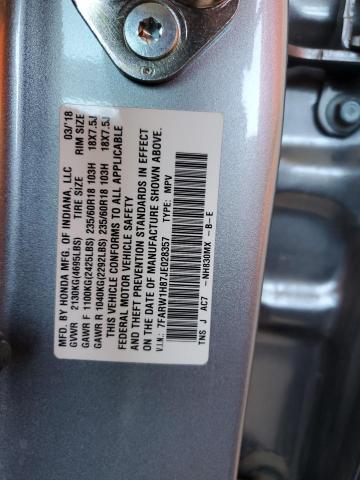 MFD. BY HONDA MFG. OF INDIANA, LLC 03/'18
GVWR 2130KG(4695LBS) TIRE SIZE RIM SIZE
GAWR F 1100KG(2425LBS) 235/60R18 103H 18X7.5J
GAWR R 1040KG(2292LBS) 235/60R18 103H 18X7.5J
THIS VEHICLE CONFORMS TO ALL APPLICABLE
FEDERAL MOTOR VEHICLE SAFETY
AND THEFT PREVENTION STANDARDS IN EFFECT
ON THE DATE OF MANUFACTURE SHOWN ABOVE.
V.I.N.: 7FARW1H87JE028357 TYPE: MPV
TNS J AC7 -NH830MX -B-E